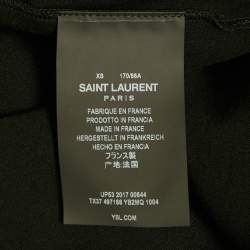 XS 170/88A
SAINT LAURENT
PARIS
FABRIQUE EN FRANCE
PRODOTTO IN FRANCIA
MADE IN FRANCE
HERGESTELLT IN FRANKREICH
HECHO EN FRANCIA
フランス製
产地:法国
UP53 2017 00544
TX37 497166 YB2MQ 1004
YSL.COM